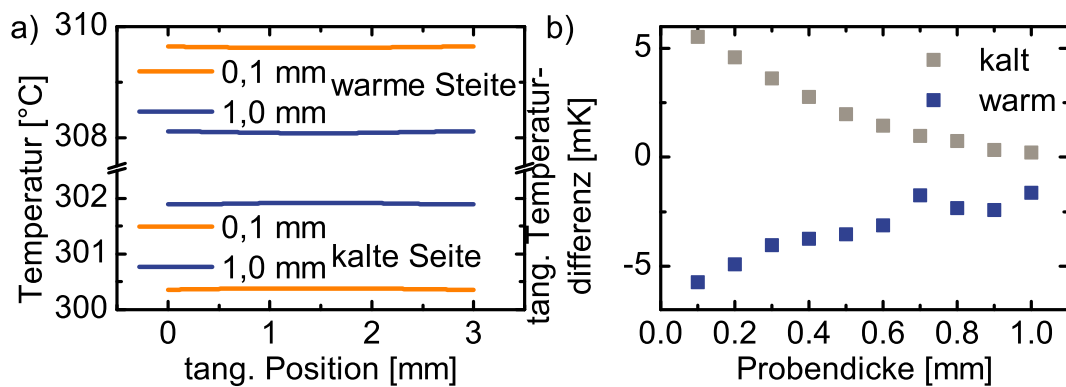 a)
310
308
302
301
300
Temperatur [°C]
0,1 mm
warme Steite
1,0 mm
0,1 mm
1,0 mm
kalte Seite
0
1
2
3
tang. Position [mm]
b)
tang. Temperatur-
differenz [mK]
5
0
-5
kalt
warm
0.0
0.2
0.4
0.6
0.8
1.0
Probendicke [mm]